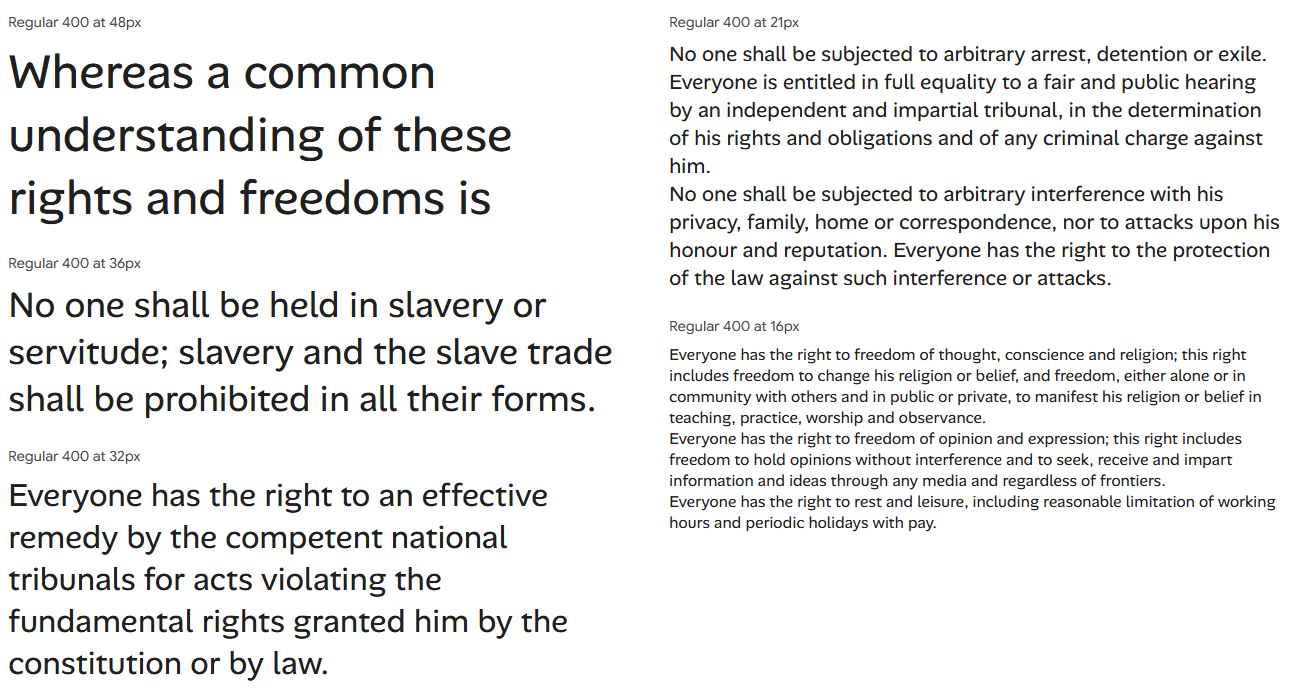 Regular 400 at 48px
Whereas a common
understanding of these
rights and freedoms is
Regular 400 at 36px
No one shall be held in slavery or
servitude; slavery and the slave trade
shall be prohibited in all their forms.
Regular 400 at 32px
Everyone has the right to an effective
remedy by the competent national
tribunals for acts violating the
fundamental rights granted him by the
constitution or by law.
Regular 400 at 21px
No one shall be subjected to arbitrary arrest, detention or exile.
Everyone is entitled in full equality to a fair and public hearing
by an independent and impartial tribunal, in the determination
of his rights and obligations and of any criminal charge against
him.
No one shall be subjected to arbitrary interference with his
privacy, family, home or correspondence, nor to attacks upon his
honour and reputation. Everyone has the right to the protection
of the law against such interference or attacks.
Regular 400 at 16px
Everyone has the right to freedom of thought, conscience and religion; this right
includes freedom to change his religion or belief, and freedom, either alone or in
community with others and in public or private, to manifest his religion or belief in
teaching, practice, worship and observance.
Everyone has the right to freedom of opinion and expression; this right includes
freedom to hold opinions without interference and to seek, receive and impart
information and ideas through any media and regardless of frontiers.
Everyone has the right to rest and leisure, including reasonable limitation of working
hours and periodic holidays with pay.